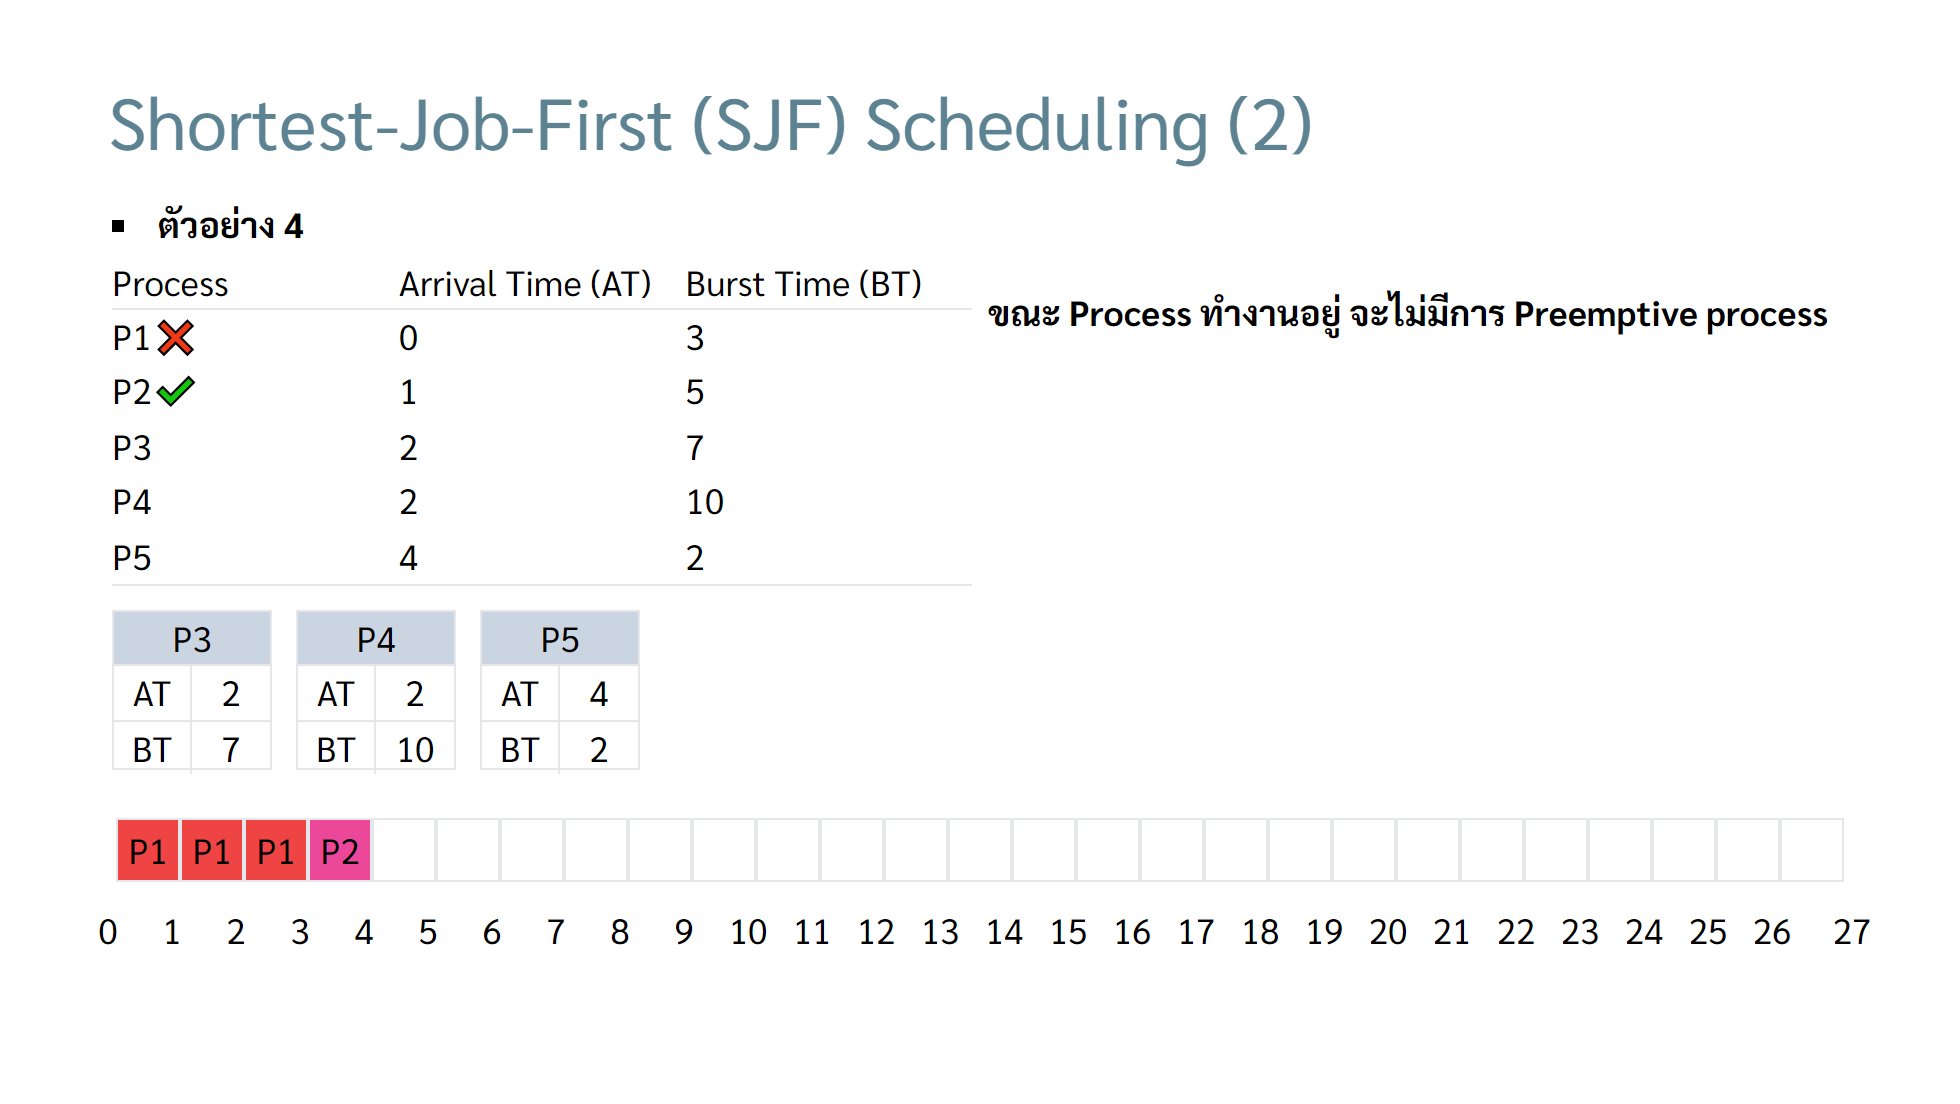 Shortest-Job-First (SJF) Scheduling (2)
ตัวอย่าง 4
Process Arrival Time (AT) Burst Time (BT)
ขณะ Process ทำงานอยู่ จะไม่มีการ Preemptive process
P1 0 3
P2 1 5
P3 2 7
P4 2 10
P5 4 2
P3 P4 P5
AT 2 AT 2 AT 4
BT 7 BT 10 BT 2
P1 P1 P1 P2
0 1 2 3 4 5 6 7 8 9 10 11 12 13 14 15 16 17 18 19 20 21 22 23 24 25 26 27